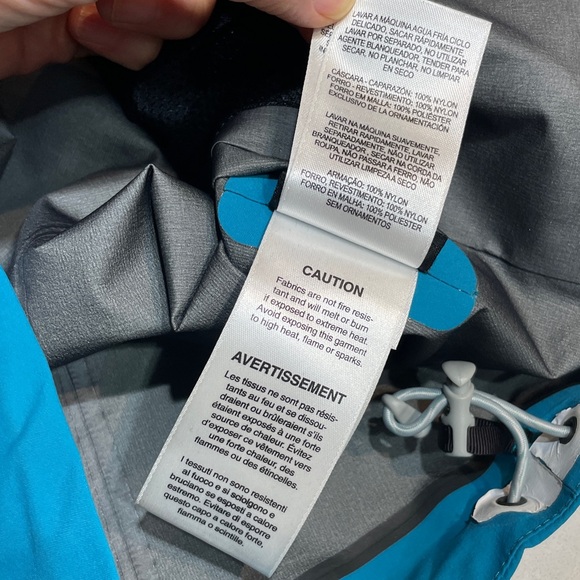 LAVAR A MÁQUINA AGUA FRÍA CICLO
DELICADO, SACAR RÁPIDAMENTE,
LAVAR POR SEPARADO, NO UTILIZAR
AGENTE BLANQUEADOR, TENDER PARA
SECAR, NO PLANCHAR, NO LIMPIAR
EN SECO
CÁSCARA - CAPARAZÓN: 100% NYLON
FORRO - REVESTIMIENTO: 100% NYLON
FORRO EN MALLA: 100% POLIÉSTER
EXCLUSIVO DE LA ORNAMENTACIÓN
LAVAR NA MÁQUINA SUAVEMENTE,
RETIRAR RÁPIDAMENTE, LAVAR
SEPARADAMENTE, NÃO UTILIZAR
BRANQUEADOR, SECAR NA CORDA DA
ROUPA, NÃO PASSAR A FERRO, NÃO
UTILIZAR LIMPIEZA A SECO
ARMAÇÃO: 100% NYLON
FORRO, REVESTIMENTO: 100% NYLON
FORRO EM MALHA: 100% POLIESTER
SEM ORNAMENTOS
CAUTION
Fabrics are not fire resis-
tant and will melt or burn
if exposed to extreme heat.
Avoid exposing this garment
to high heat, flame or sparks.
AVERTISSEMENT
Les tissus ne sont pas résis-
tants au feu et se dissou-
draient ou brûleraient s'ils
étaient exposés à une forte
source de chaleur. Evitez
d'exposer ce vêtement vers
une forte chaleur, des
flammes ou des étincelles.
I tessuti non sono resistenti
al fuoco e si sciolgono e
bruciano se esposti a calore
estremo. Evitare di esporre
questo capo a calore forte,
fiamma o scintille.